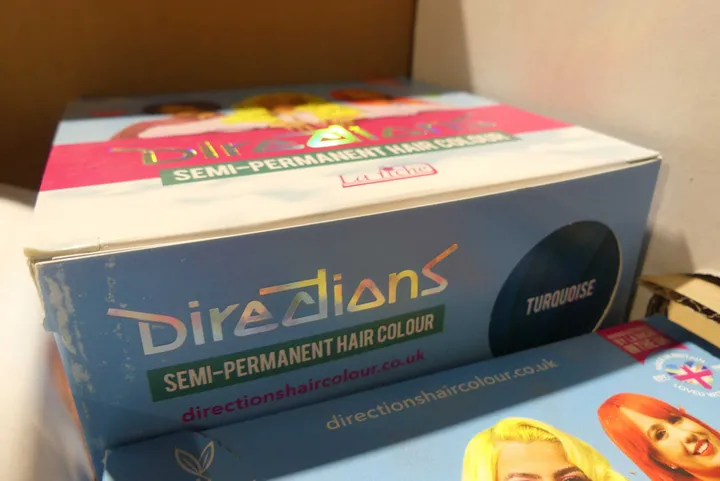 Directions
SEMI-PERMANENT HAIR COLOUR
La riche
Directions
SEMI-PERMANENT HAIR COLOUR
directionshaircolour.co.uk
TURQUOISE
directionshaircolour.co.uk